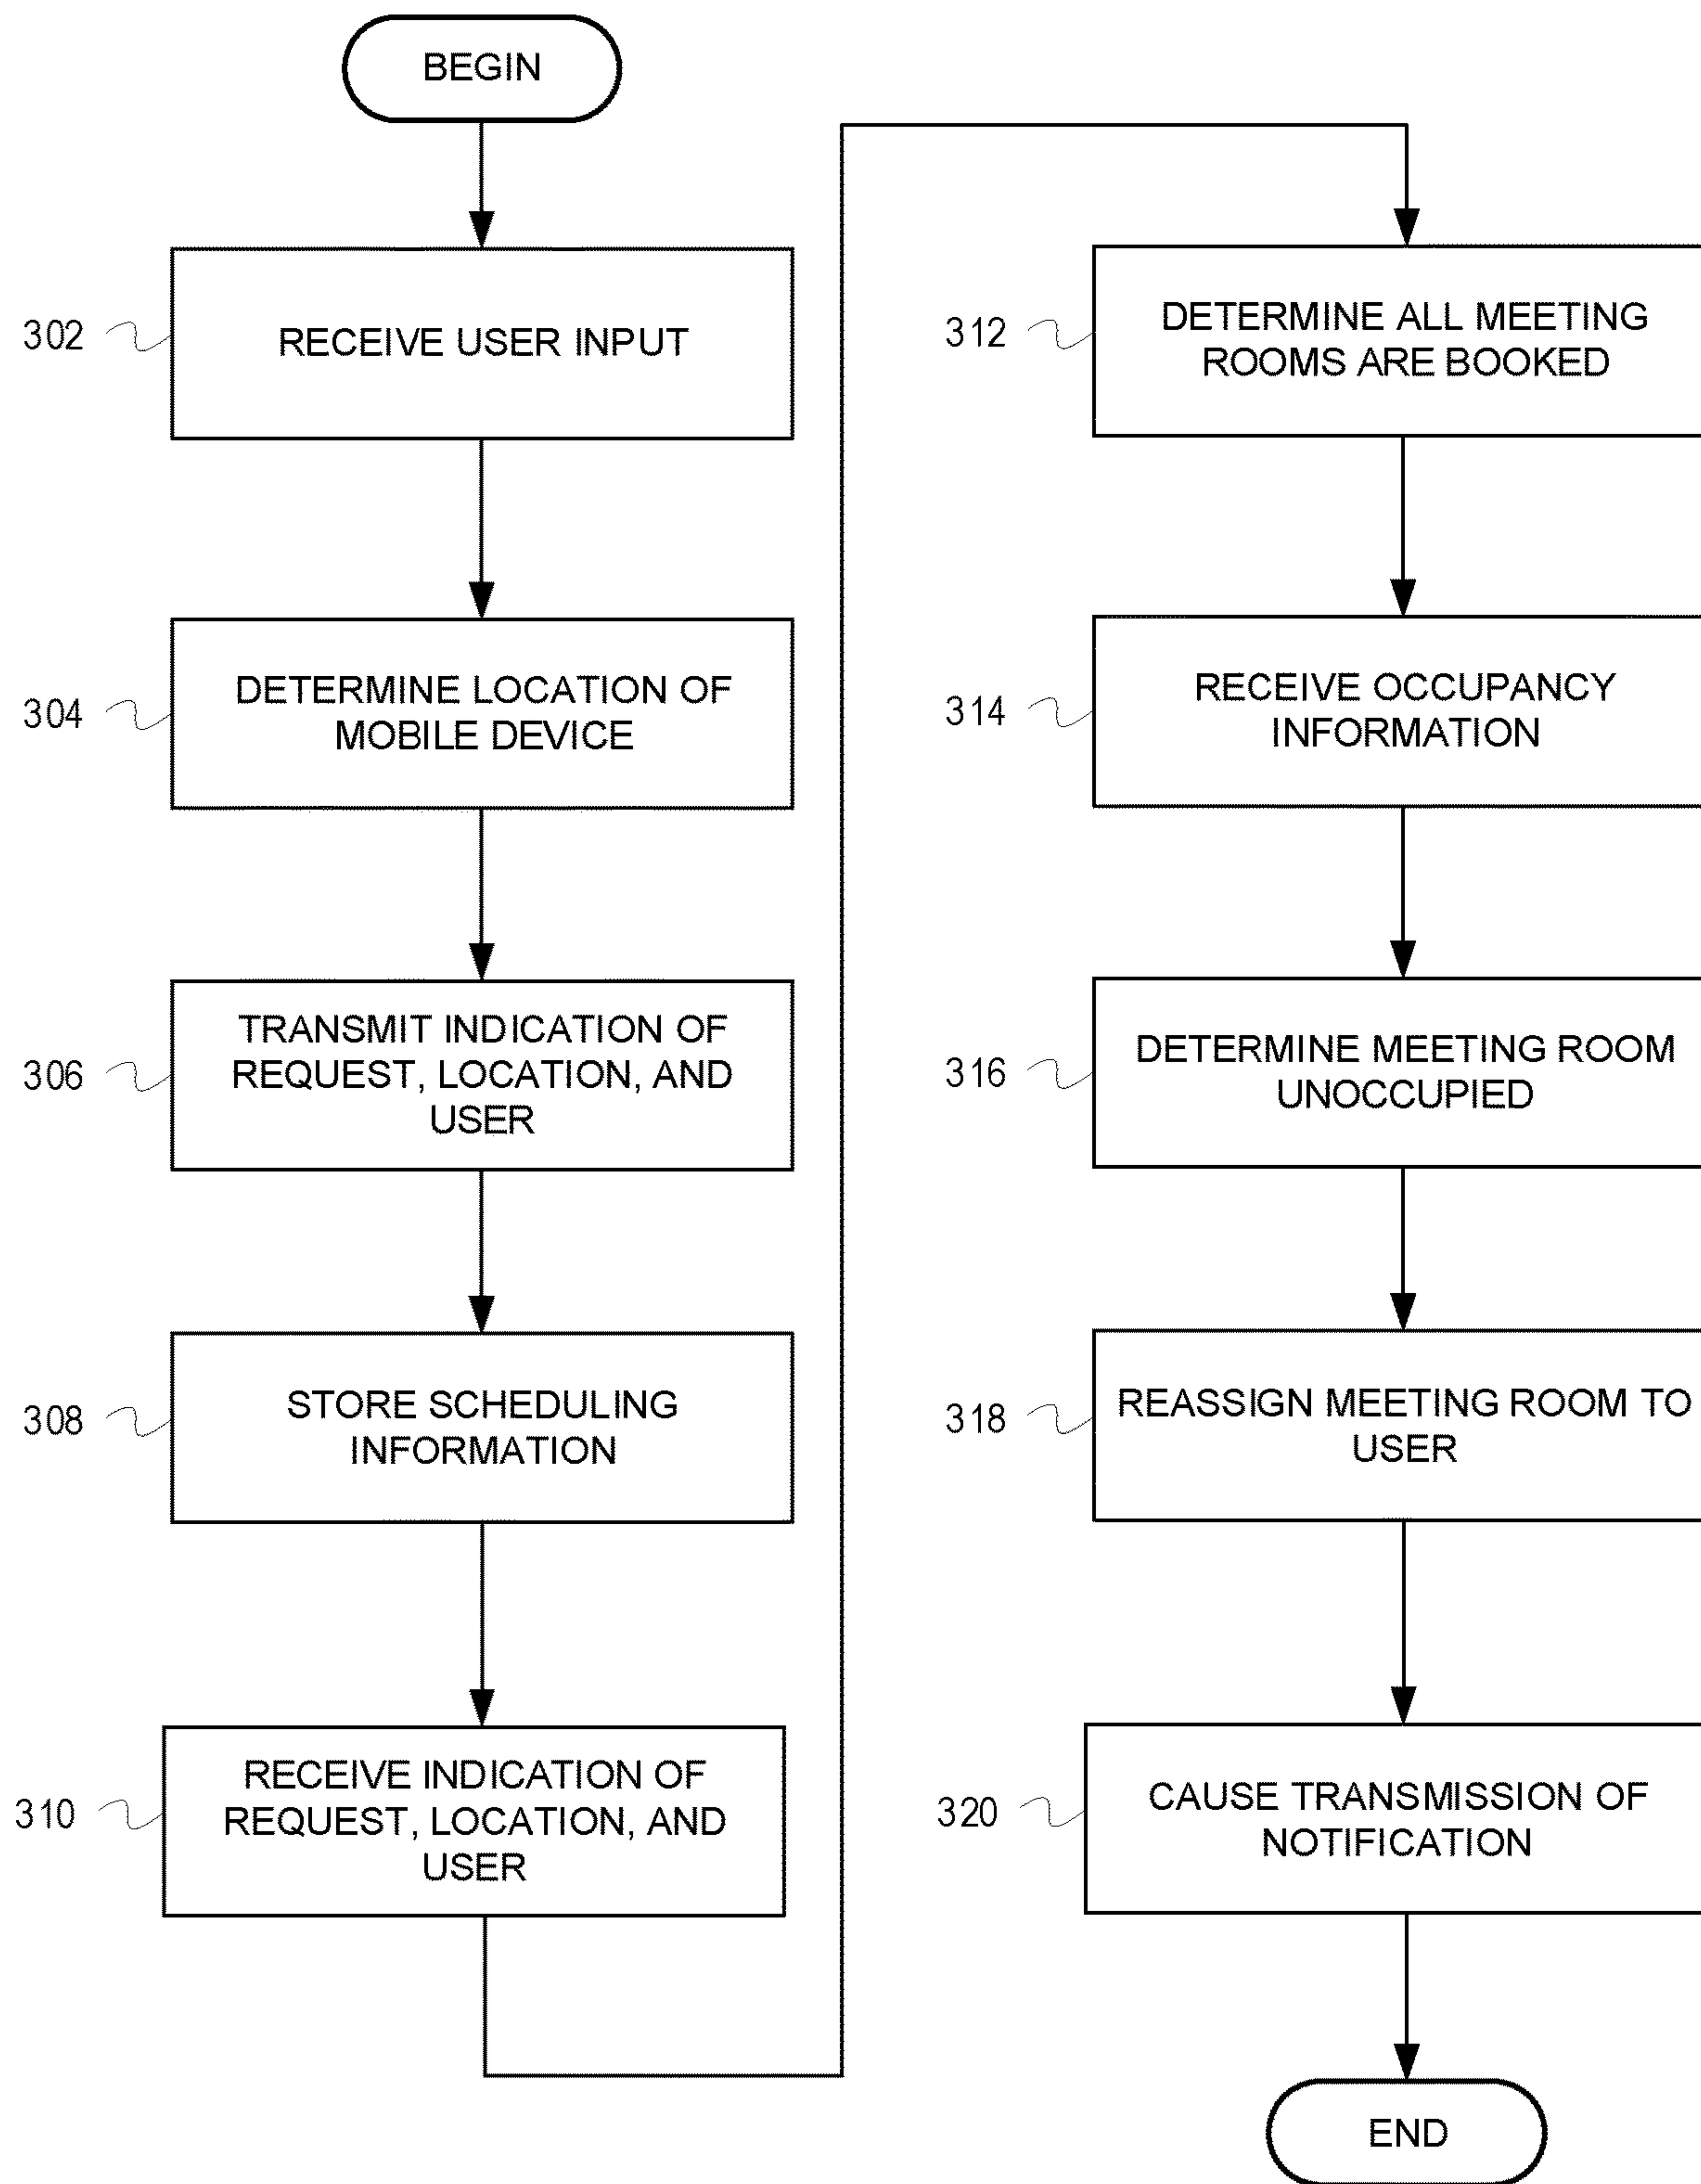 BEGIN
302
RECEIVE USER INPUT
304
DETERMINE LOCATION OF
MOBILE DEVICE
306
TRANSMIT INDICATION OF
REQUEST, LOCATION, AND
USER
308
STORE SCHEDULING
INFORMATION
310
RECEIVE INDICATION OF
REQUEST, LOCATION, AND
USER
312
DETERMINE ALL MEETING
ROOMS ARE BOOKED
314
RECEIVE OCCUPANCY
INFORMATION
316
DETERMINE MEETING ROOM
UNOCCUPIED
318
REASSIGN MEETING ROOM TO
USER
320
CAUSE TRANSMISSION OF
NOTIFICATION
END